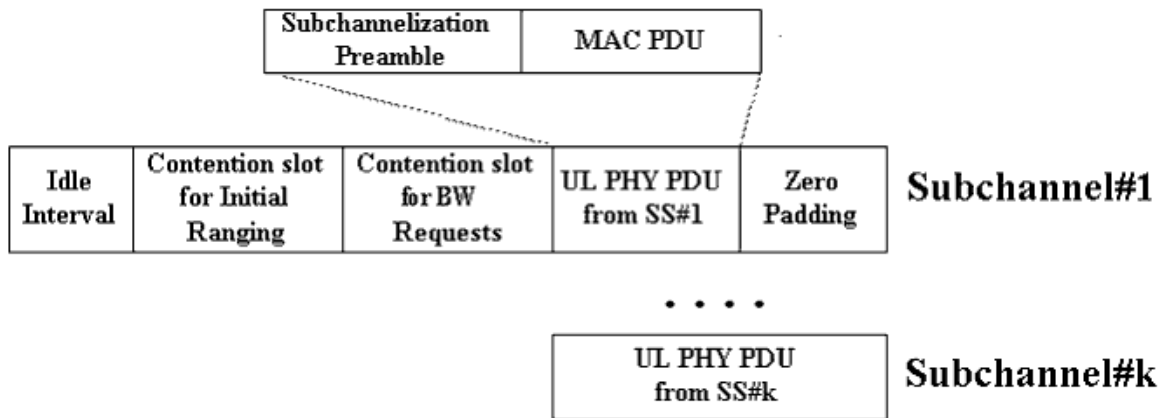 Subchannelization
Preamble
MAC PDU
Idle
Interval
Contention slot
for Initial
Ranging
Contention slot
for BW
Requests
UL PHY PDU
from SS#1
Zero
Padding
Subchannel#1
. . . .
UL PHY PDU
from SS#k
Subchannel#k